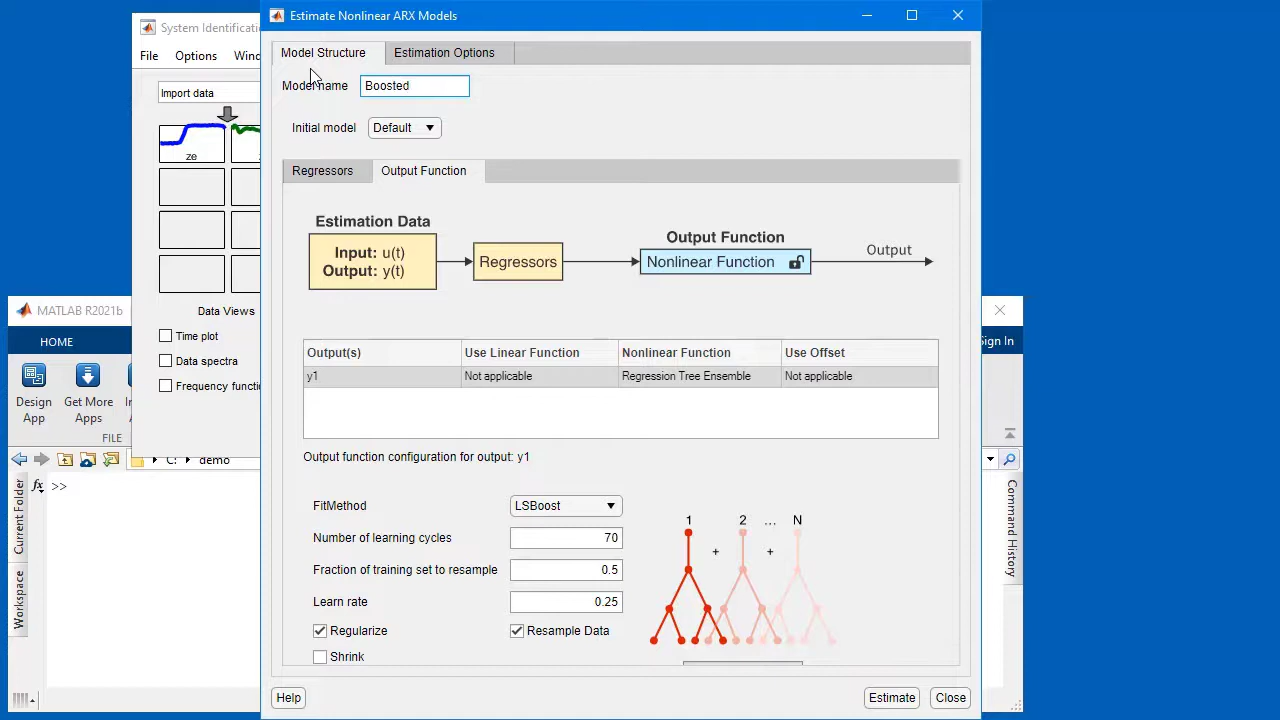 Estimate Nonlinear ARX Models
System Identificati
File Options Wind
Import data
ze
Data Views
Time plot
Data spectra
Frequency functi
Model Structure Estimation Options
Model name Boosted
Initial model Default
Regressors Output Function
Estimation Data
Input: u(t)
Output: y(t)
Regressors
Output Function
Nonlinear Function
Output
Output(s) Use Linear Function Nonlinear Function Use Offset
y1 Not applicable Regression Tree Ensemble Not applicable
Output function configuration for output: y1
FitMethod LSBoost
Number of learning cycles 70
Fraction of training set to resample 0.5
Learn rate 0.25
Regularize Resample Data
Shrink
1 2 ... N
+ +
Help Estimate Close
MATLAB R2021b
HOME
Sign In
Design
App
Get More
Apps
FILE
C: demo
fx >>
Current Folder
Workspace
Command History